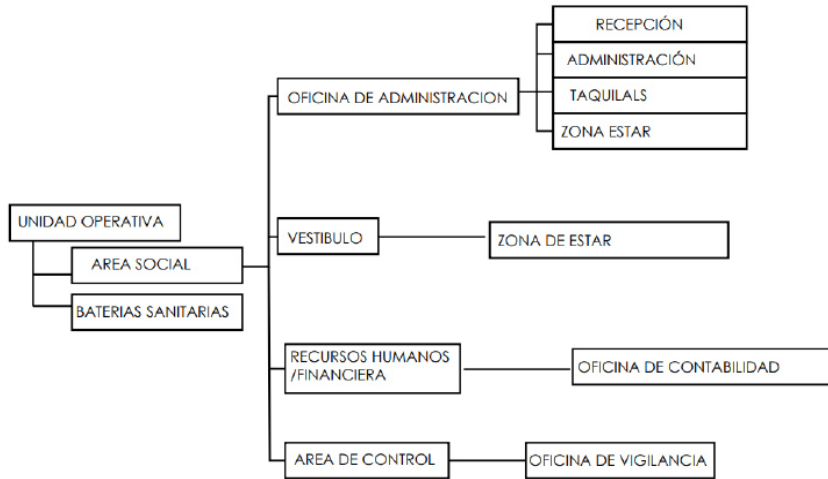 RECEPCIÓN
ADMINISTRACIÓN
OFICINA DE ADMINISTRACION
TAQUILALS
ZONA ESTAR
UNIDAD OPERATIVA
VESTIBULO
ZONA DE ESTAR
AREA SOCIAL
BATERIAS SANITARIAS
RECURSOS HUMANOS
/FINANCIERA
OFICINA DE CONTABILIDAD
AREA DE CONTROL
OFICINA DE VIGILANCIA